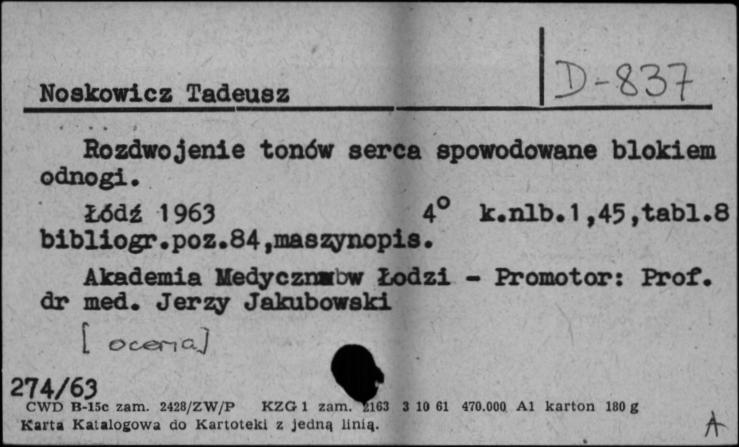 D-837
Noskowicz Tadeusz
Rozdwojenie tonów serca spowodowane blokiem
odnogi.
Łódź 1963 4° k.nlb.1,45,tabl.8
bibliogr.poz.84,maszynopis.
Akademia Medyczna w Łodzi - Promotor: Prof.
dr med. Jerzy Jakubowski
[ocena]
274/63
CWD B-15c zam. 2428/ZW/P KZG 1 zam. 2163 3 10 61 470.000 A1 karton 180 g
Karta Katalogowa do Kartoteki z jedną linią.
A